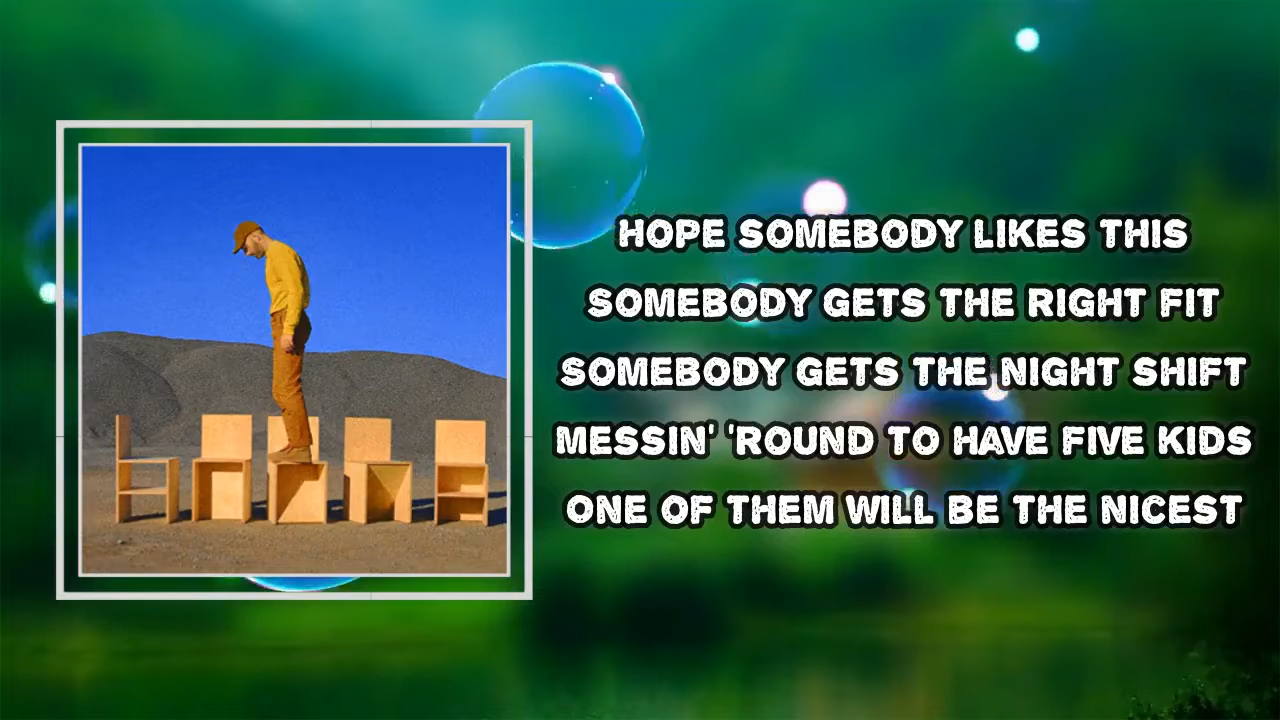 HOPE SOMEBODY LIKES THIS
SOMEBODY GETS THE RIGHT FIT
SOMEBODY GETS THE NIGHT SHIFT
MESSIN' 'ROUND TO HAVE FIVE KIDS
ONE OF THEM WILL BE THE NICEST